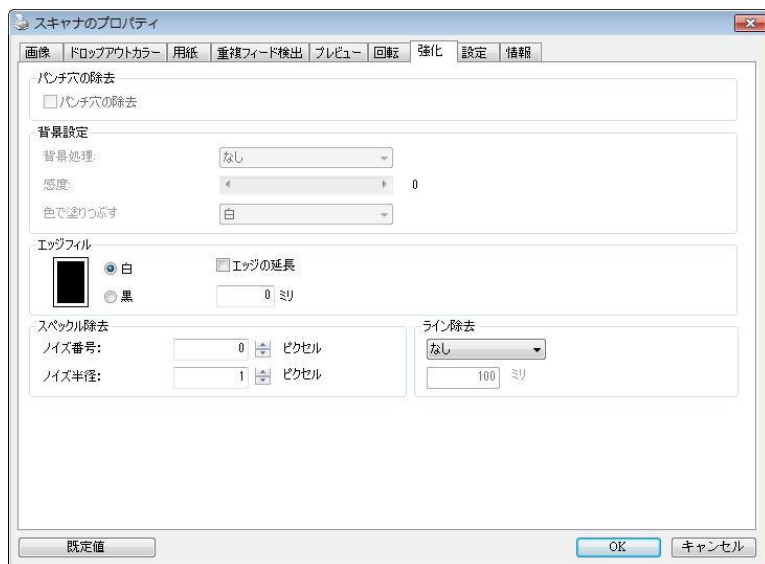 スキャナのプロパティ
画像 ドロップアウトカラー 用紙 重複フィード検出 プレビュー 回転 強化 設定 情報
パンチ穴の除去
パンチ穴の除去
背景設定
背景処理: なし
感度: 0
色で塗りつぶす 白
エッジフィル
白 エッジの延長
黒 0 ミリ
スペックル除去 ライン除去
ノイズ番号: 0 ピクセル なし
ノイズ半径: 1 ピクセル 100 ミリ
既定値 OK キャンセル